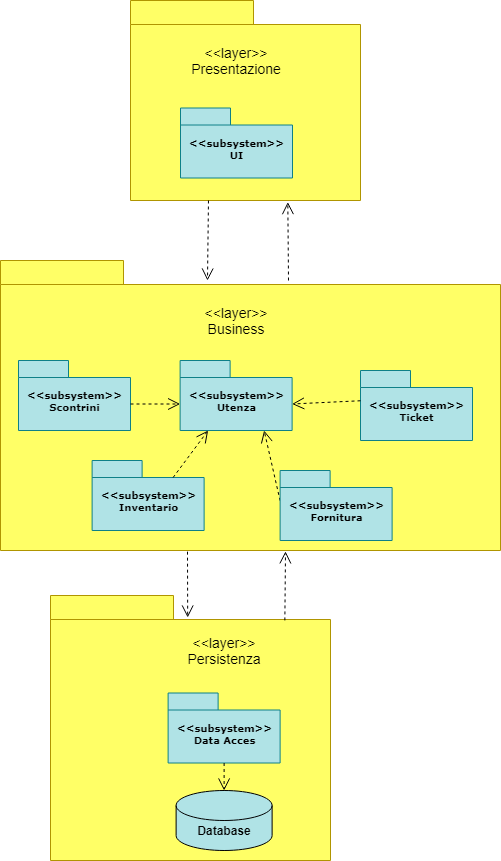 <<layer>>
Presentazione
<<subsystem>>
UI
<<layer>>
Business
<<subsystem>>
Scontrini
<<subsystem>>
Utenza
<<subsystem>>
Ticket
<<subsystem>>
Inventario
<<subsystem>>
Fornitura
<<layer>>
Persistenza
<<subsystem>>
Data Acces
Database